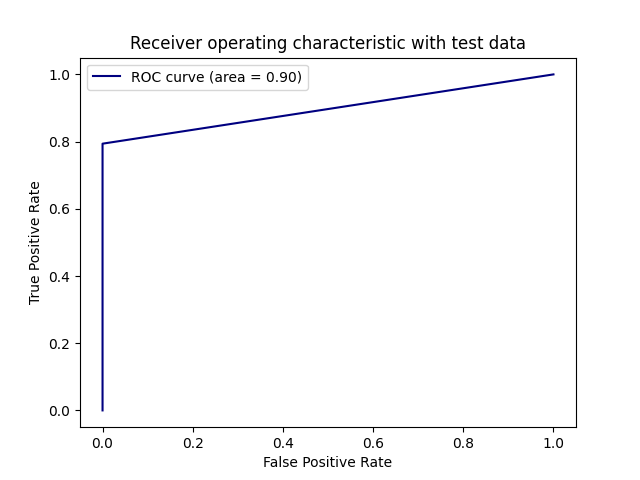 Receiver operating characteristic with test data
ROC curve (area = 0.90)
1.0
0.8
0.6
0.4
0.2
0.0
True Positive Rate
0.0 0.2 0.4 0.6 0.8 1.0
False Positive Rate